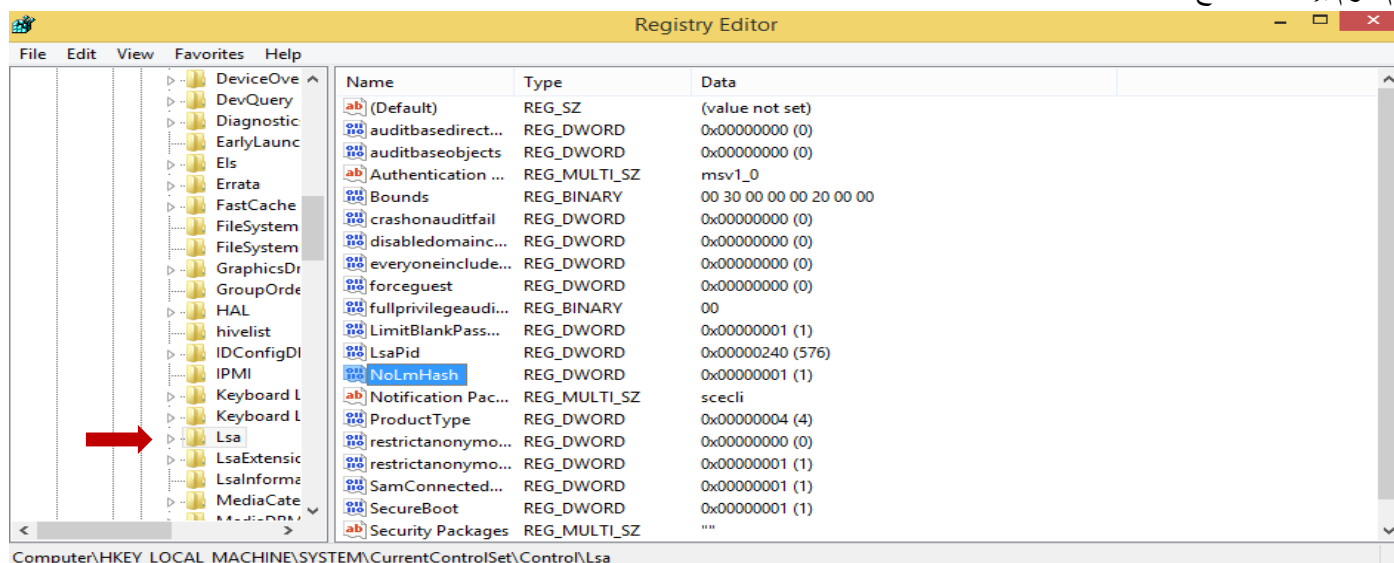 Registry Editor
File Edit View Favorites Help
DeviceOve
DevQuery
Diagnostic
EarlyLaunc
Els
Errata
FastCache
FileSystem
FileSystem
GraphicsDr
GroupOrde
HAL
hivelist
IDConfigDI
IPMI
Keyboard L
Keyboard L
Lsa
LsaExtensic
LsaInforma
MediaCate
Name Type Data
(Default) REG_SZ (value not set)
auditbasedirect... REG_DWORD 0x00000000 (0)
auditbaseobjects REG_DWORD 0x00000000 (0)
Authentication ... REG_MULTI_SZ msv1_0
Bounds REG_BINARY 00 30 00 00 00 20 00 00
crashonauditfail REG_DWORD 0x00000000 (0)
disabledomainc... REG_DWORD 0x00000000 (0)
everyoneinclude... REG_DWORD 0x00000000 (0)
forceguest REG_DWORD 0x00000000 (0)
fullprivilegeaudi... REG_BINARY 00
LimitBlankPass... REG_DWORD 0x00000001 (1)
LsaPid REG_DWORD 0x00000240 (576)
NoLmHash REG_DWORD 0x00000001 (1)
Notification Pac... REG_MULTI_SZ scecli
ProductType REG_DWORD 0x00000004 (4)
restrictanonymo... REG_DWORD 0x00000000 (0)
restrictanonymo... REG_DWORD 0x00000001 (1)
SamConnected... REG_DWORD 0x00000001 (1)
SecureBoot REG_DWORD 0x00000001 (1)
Security Packages REG_MULTI_SZ ""
Computer\HKEY_LOCAL_MACHINE\SYSTEM\CurrentControlSet\Control\Lsa